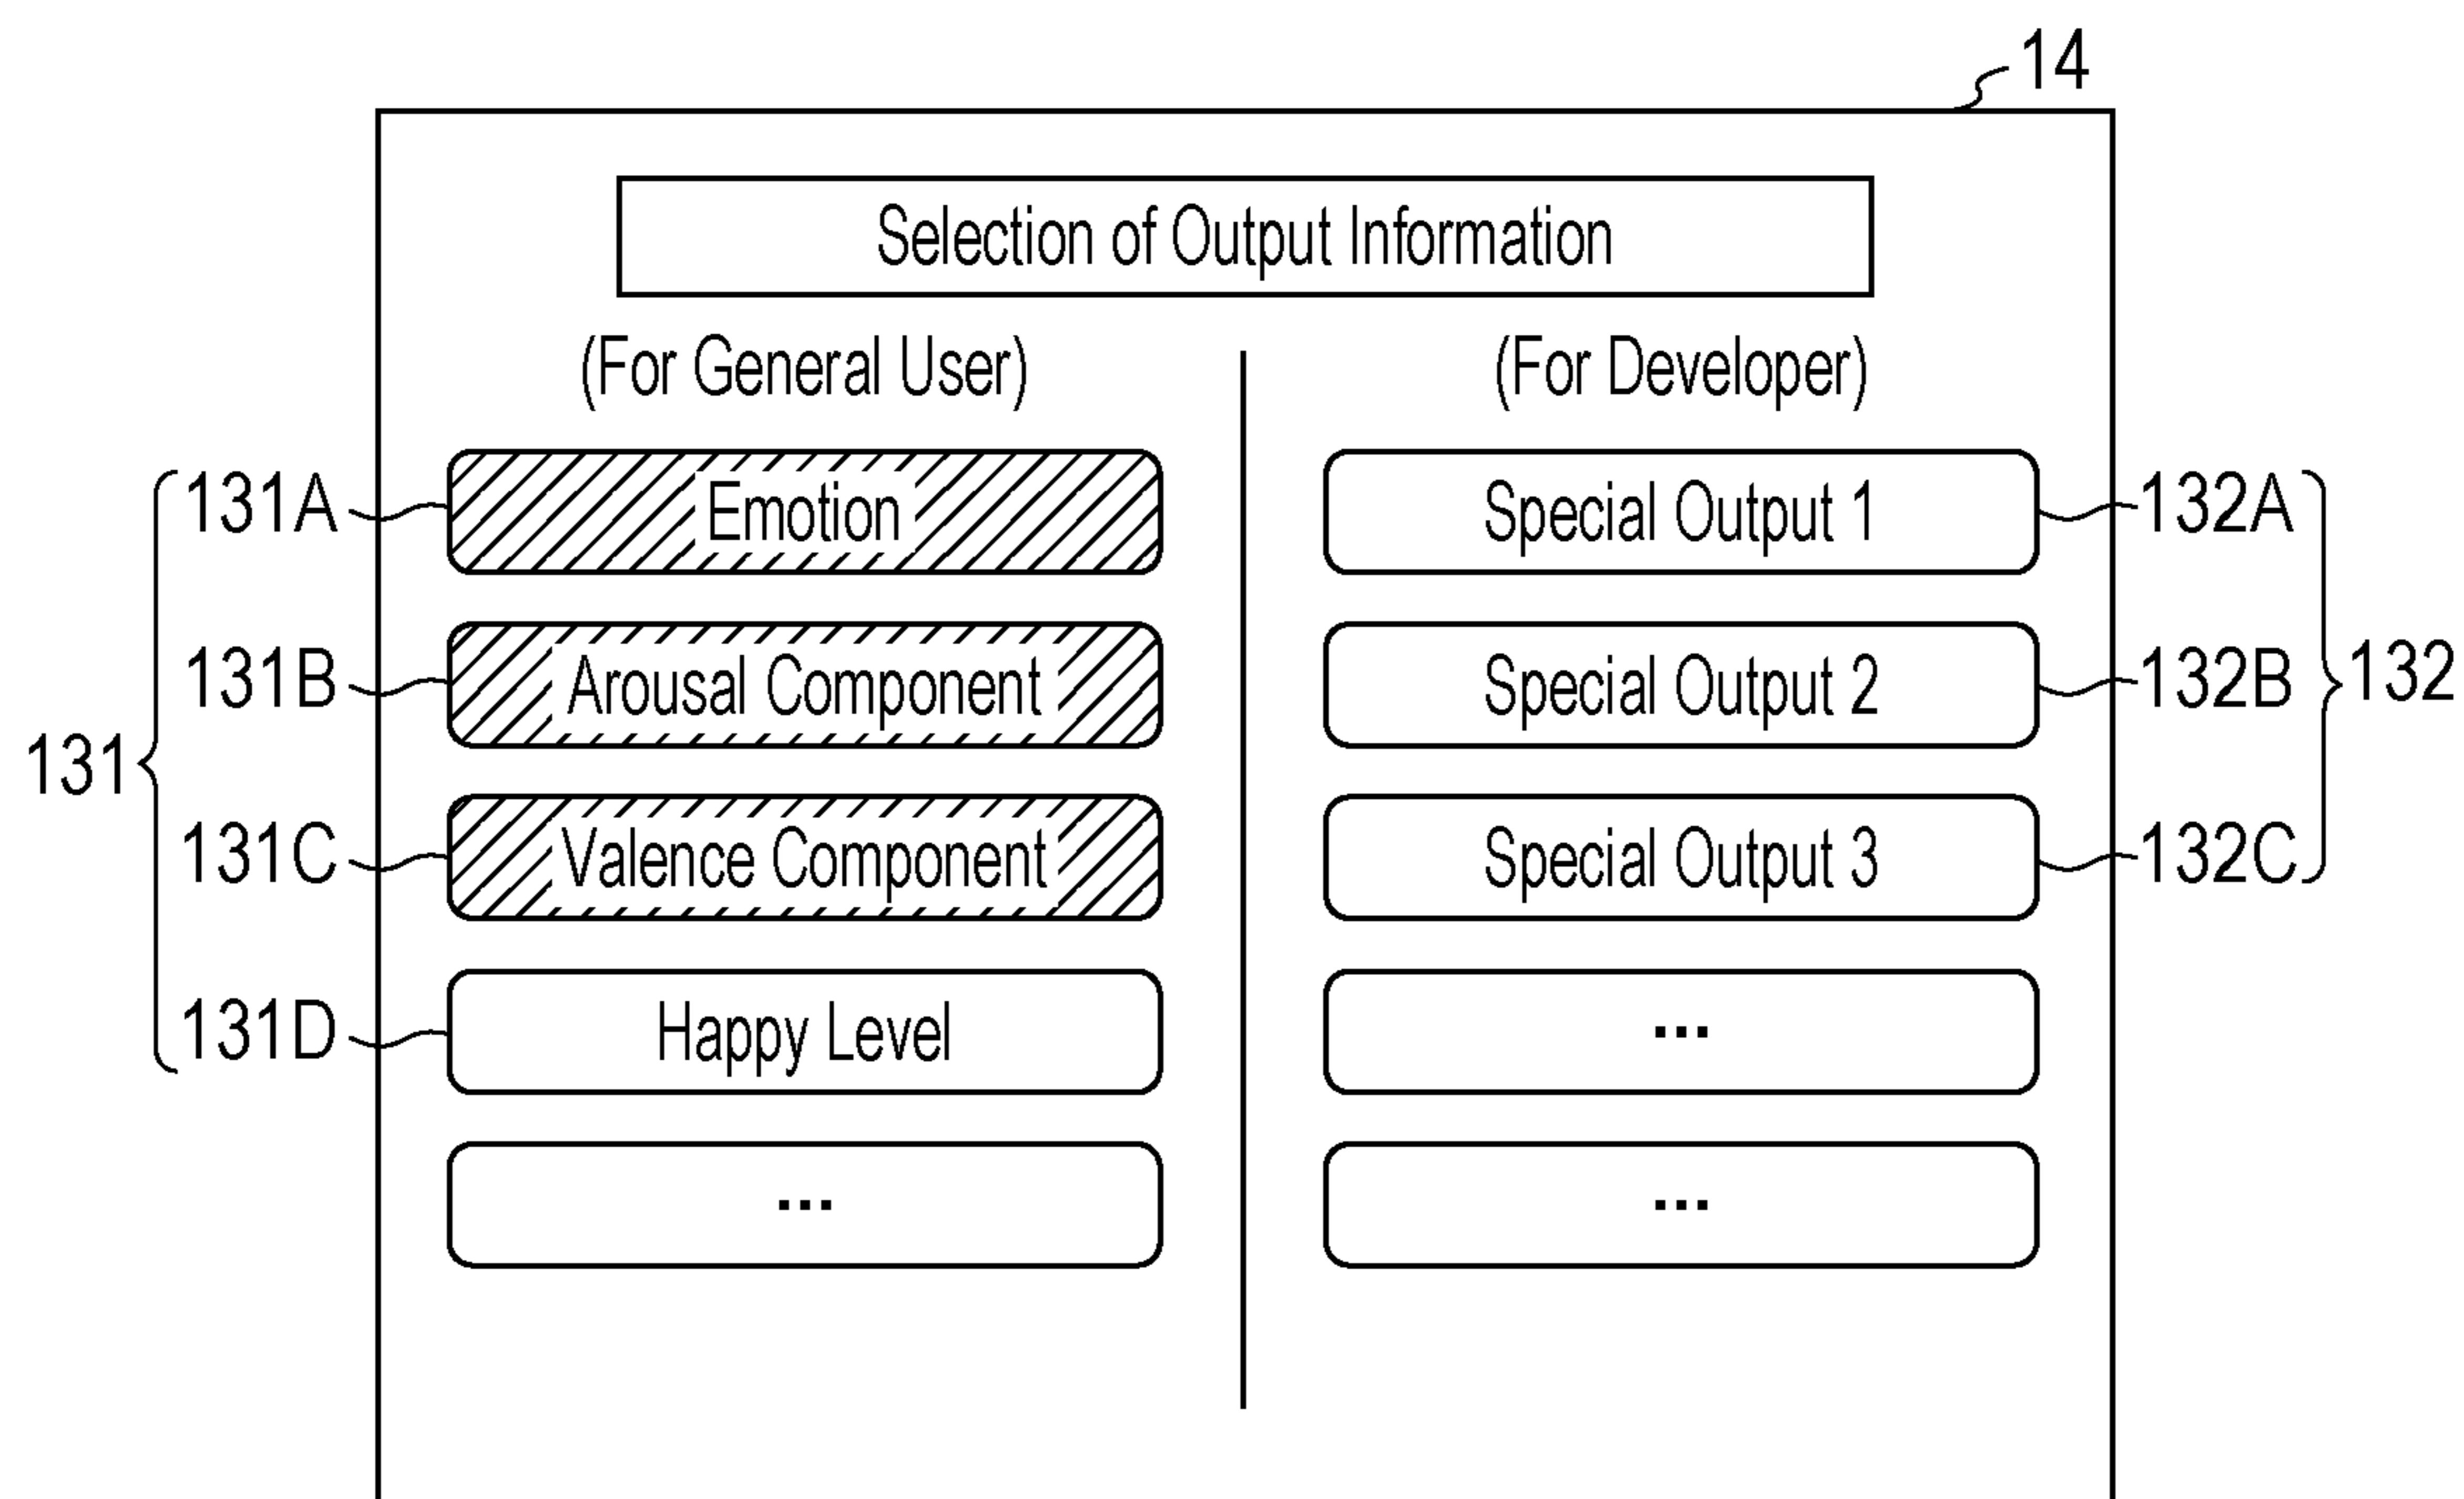 14
Selection of Output Information
(For General User)
(For Developer)
131A
Emotion
Special Output 1
132A
131B
Arousal Component
Special Output 2
132B
132
131
131C
Valence Component
Special Output 3
132C
131D
Happy Level
...
...
...